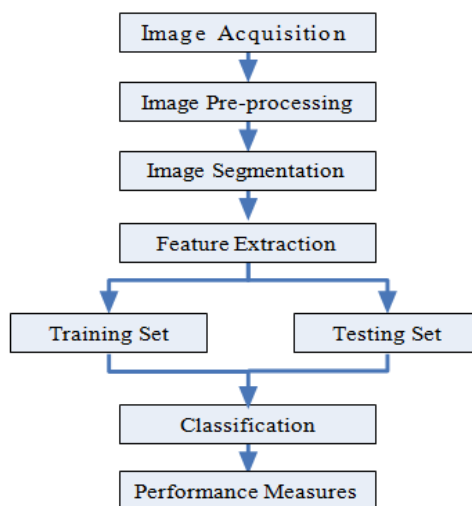 Image Acquisition
Image Pre-processing
Image Segmentation
Feature Extraction
Training Set
Testing Set
Classification
Performance Measures